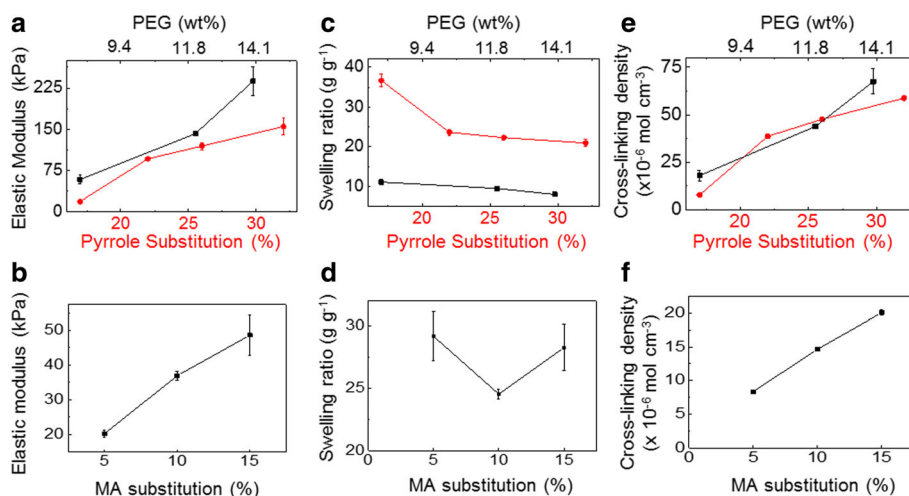 a
PEG (wt%)
9.4 11.8 14.1
Elastic Modulus (kPa)
225
150
75
0
20 25 30
Pyrrole Substitution (%)
c
PEG (wt%)
9.4 11.8 14.1
Swelling ratio (g g⁻¹)
40
30
20
10
20 25 30
Pyrrole Substitution (%)
e
PEG (wt%)
9.4 11.8 14.1
Cross-linking density
(x10⁻⁶ mol cm⁻³)
75
50
25
0
20 25 30
Pyrrole Substitution (%)
b
Elastic modulus (kPa)
50
40
30
20
5 10 15
MA substitution (%)
d
Swelling ratio (g g⁻¹)
30
25
20
0 5 10 15
MA substitution (%)
f
Cross-linking density
(x 10⁻⁶ mol cm⁻³)
20
15
10
5
0
0 5 10 15
MA substitution (%)